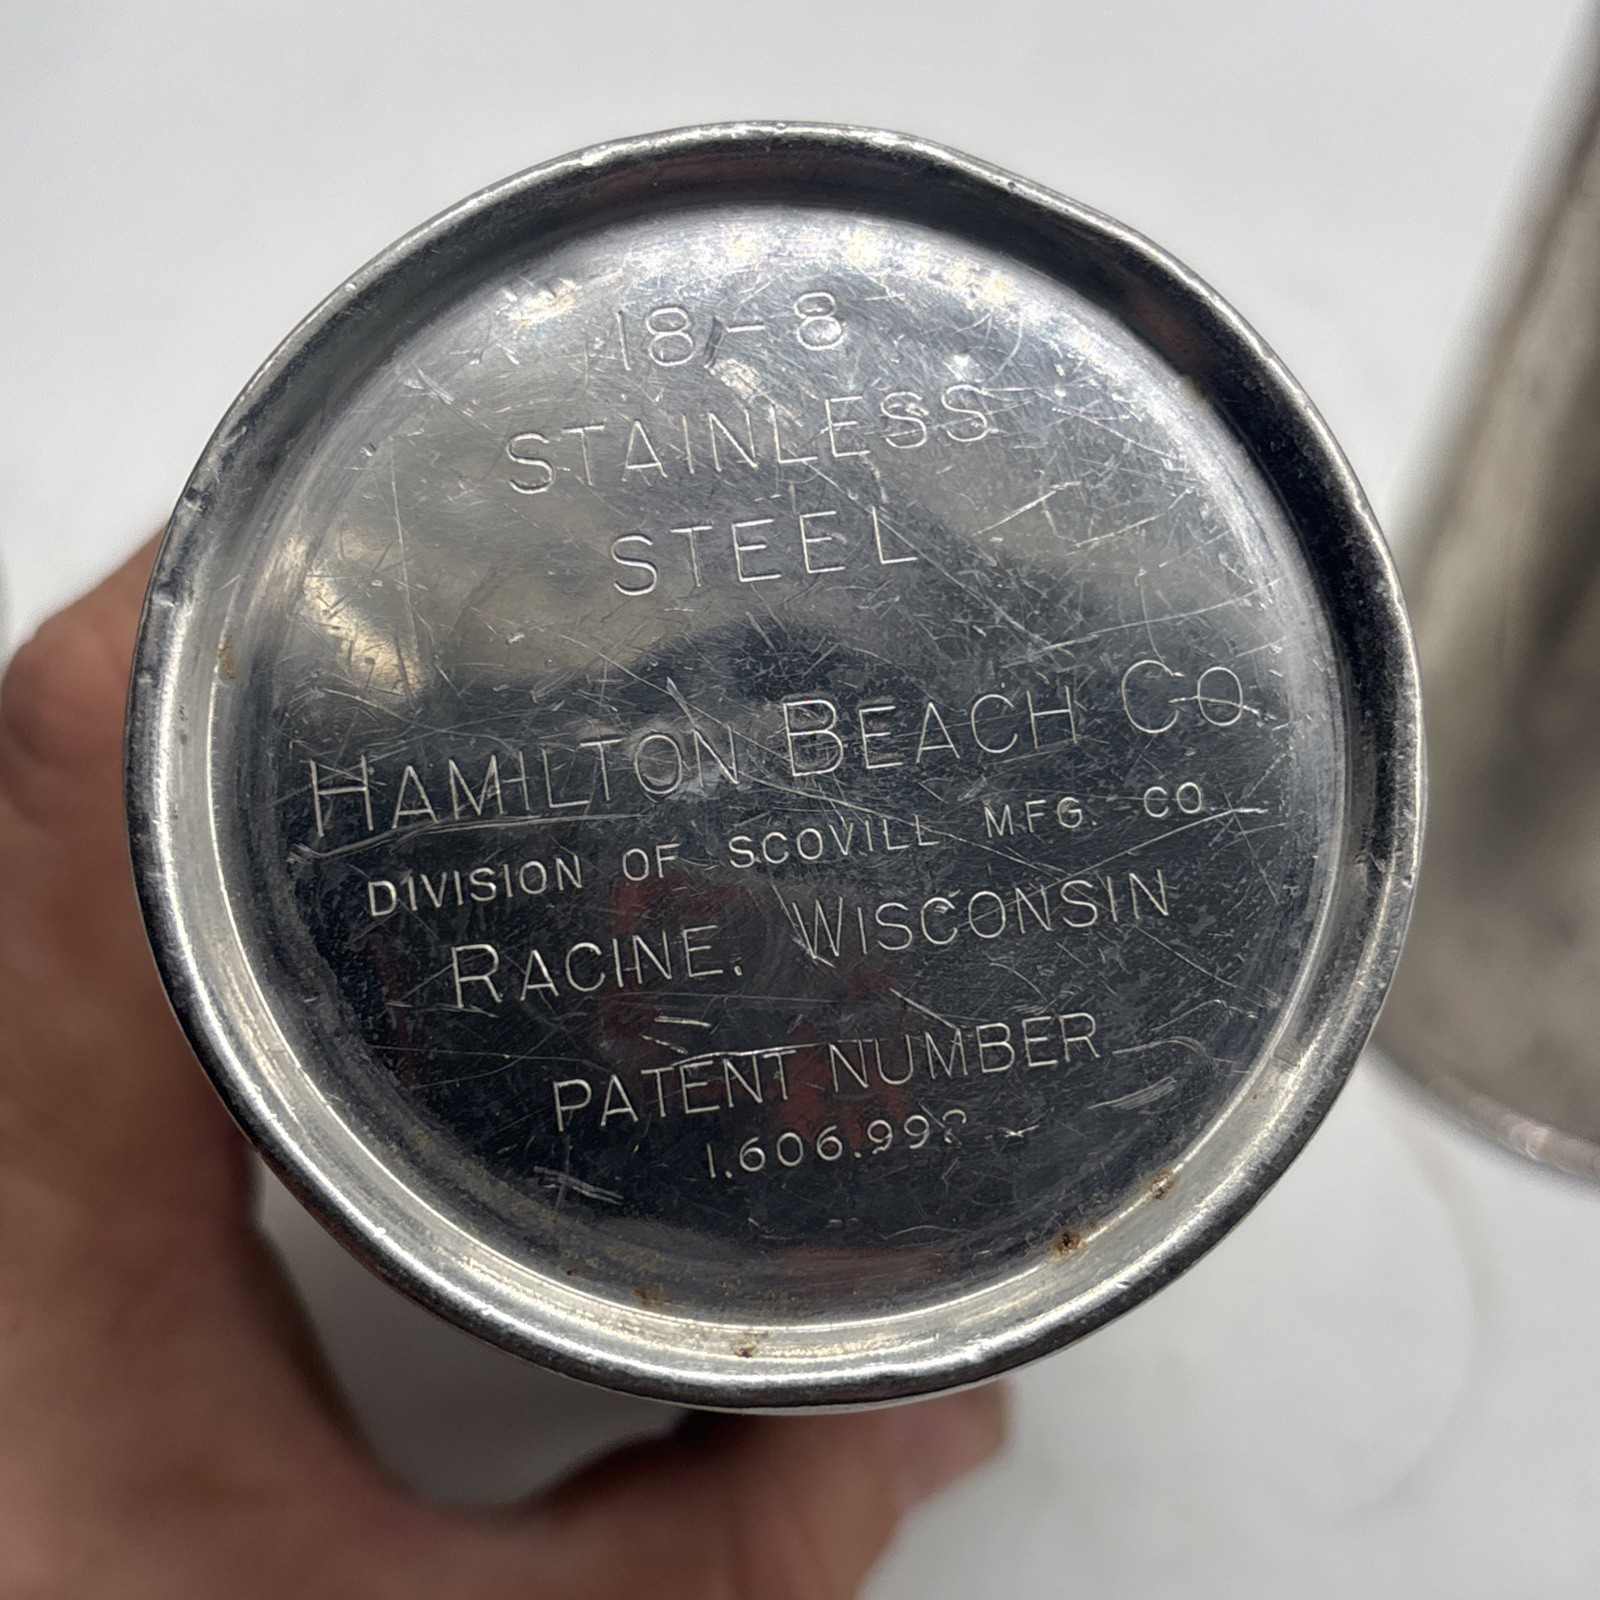 18-8
STAINLESS
STEEL
HAMILTON BEACH CO
DIVISION OF SCOVILL MFG. CO
RACINE. WISCONSIN
PATENT NUMBER